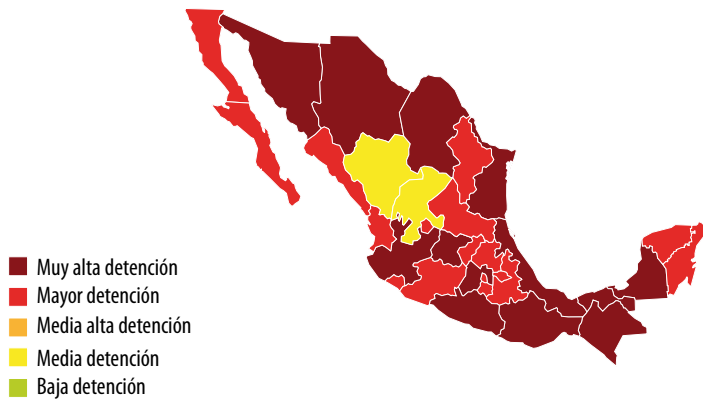 Muy alta detención
Mayor detención
Media alta detención
Media detención
Baja detención